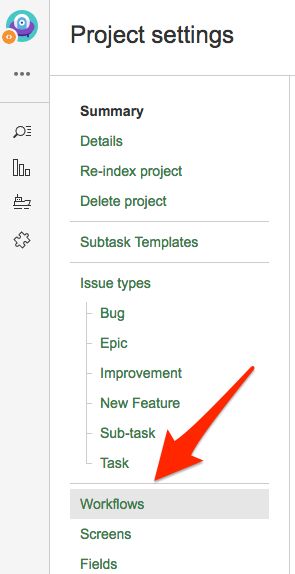 Project settings
Summary
Details
Re-index project
Delete project
Subtask Templates
Issue types
Bug
Epic
Improvement
New Feature
Sub-task
Task
Workflows
Screens
Fields